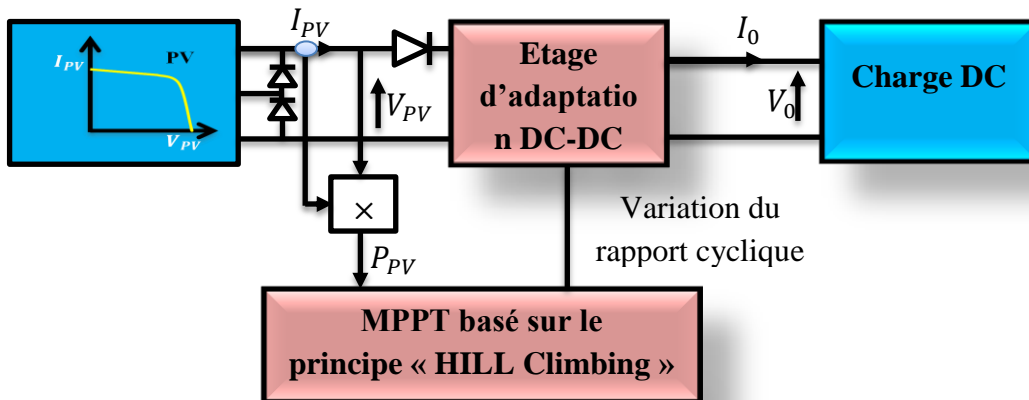 I_PV
PV
I_PV
V_PV
V_PV
Etage
d’adaptatio
n DC-DC
I_0
V_0
Charge DC
×
P_PV
Variation du
rapport cyclique
MPPT basé sur le
principe « HILL Climbing »